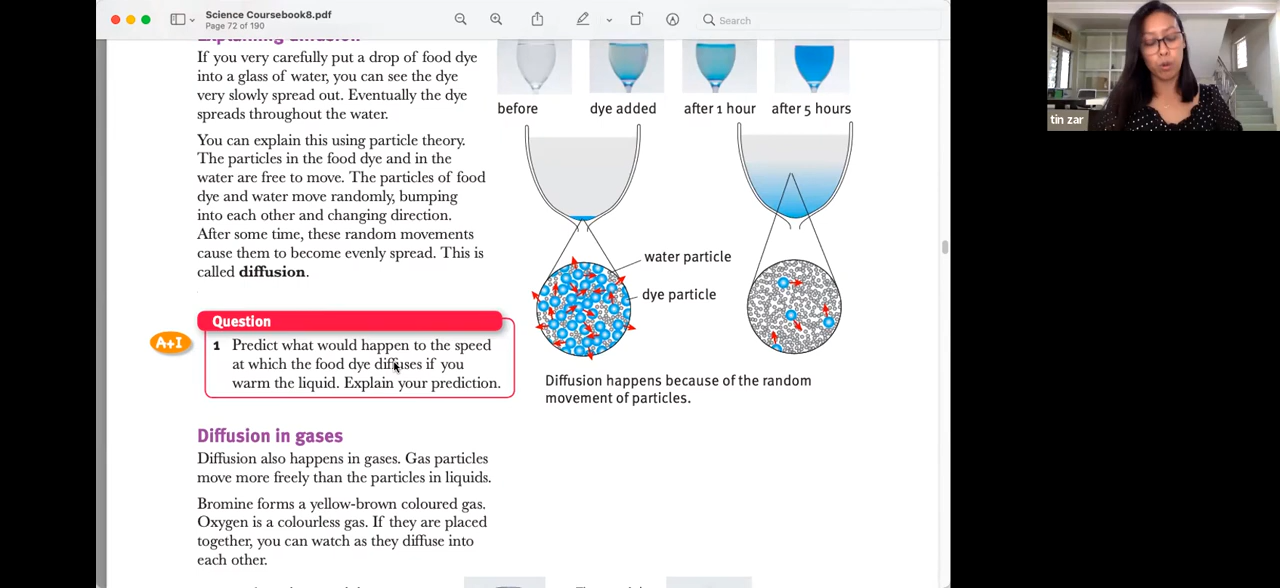 Science Coursebook8.pdf
Page 72 of 190
Search
Explaining diffusion
If you very carefully put a drop of food dye
into a glass of water, you can see the dye
very slowly spread out. Eventually the dye
spreads throughout the water.
You can explain this using particle theory.
The particles in the food dye and in the
water are free to move. The particles of food
dye and water move randomly, bumping
into each other and changing direction.
After some time, these random movements
cause them to become evenly spread. This is
called diffusion.
Question
A+I
1 Predict what would happen to the speed
at which the food dye diffuses if you
warm the liquid. Explain your prediction.
Diffusion in gases
Diffusion also happens in gases. Gas particles
move more freely than the particles in liquids.
Bromine forms a yellow-brown coloured gas.
Oxygen is a colourless gas. If they are placed
together, you can watch as they diffuse into
each other.
before
dye added
after 1 hour
after 5 hours
water particle
dye particle
Diffusion happens because of the random
movement of particles.
tin zar